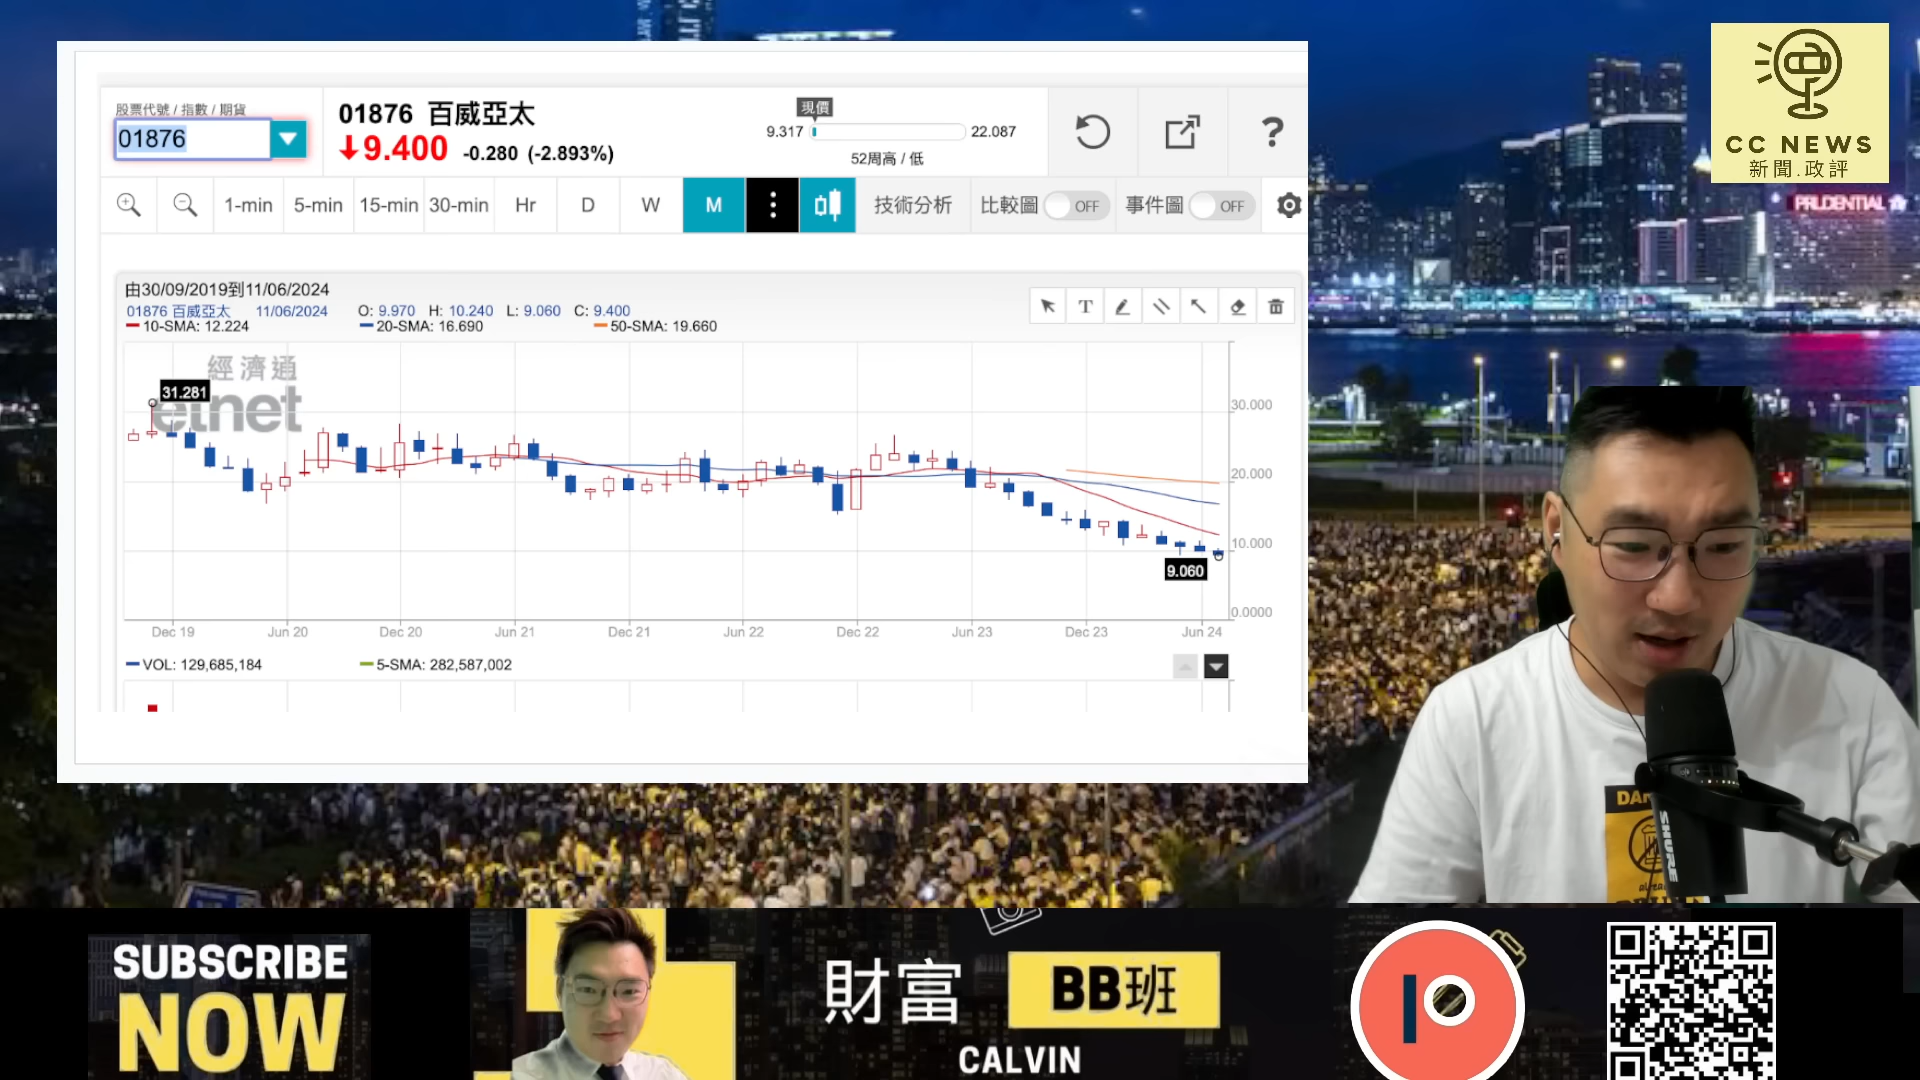 股票代號 / 指數 / 期貨
01876
01876 百威亞太
9.400 -0.280 (-2.893%)
現價
9.317 22.087
52周高 / 低
?
1-min 5-min 15-min 30-min Hr D W M 技術分析 比較圖 OFF 事件圖 OFF
由30/09/2019到11/06/2024
01876 百威亞太 11/06/2024 O: 9.970 H: 10.240 L: 9.060 C: 9.400
10-SMA: 12.224 20-SMA: 16.690 50-SMA: 19.660
T
經濟通
etnet
31.281
30.000
20.000
10.000
9.060
0.0000
Dec 19 Jun 20 Dec 20 Jun 21 Dec 21 Jun 22 Dec 22 Jun 23 Dec 23 Jun 24
VOL: 129,685,184 5-SMA: 282,587,002
CC NEWS
新聞.政評
PRUDENTIAL
SHURE
SUBSCRIBE
NOW
財富 BB班
CALVIN